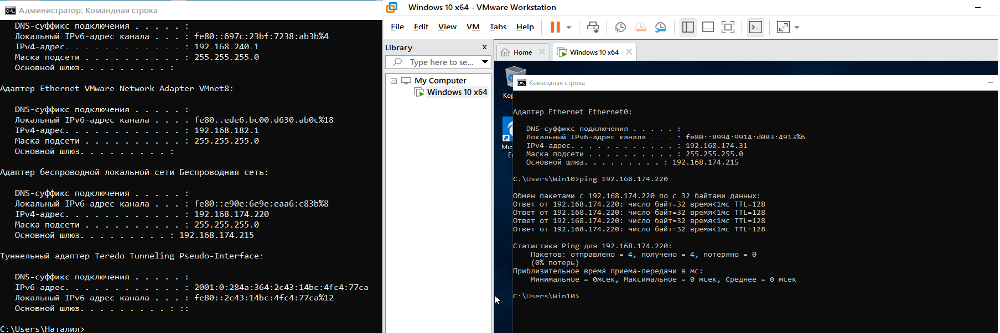 Администратор: Командная строка
DNS-суффикс подключения . . . . . :
Локальный IPv6-адрес канала . . . : fe80::697c:23bf:7238:ab3b%4
IPv4-адрес. . . . . . . . . . . . : 192.168.240.1
Маска подсети . . . . . . . . . . : 255.255.255.0
Основной шлюз. . . . . . . . . :
Адаптер Ethernet VMware Network Adapter VMnet8:
DNS-суффикс подключения . . . . . :
Локальный IPv6-адрес канала . . . : fe80::ede6:bc00:d630:ab0c%18
IPv4-адрес. . . . . . . . . . . . : 192.168.182.1
Маска подсети . . . . . . . . . . : 255.255.255.0
Основной шлюз. . . . . . . . . :
Адаптер беспроводной локальной сети Беспроводная сеть:
DNS-суффикс подключения . . . . . :
Локальный IPv6-адрес канала . . . : fe80::e90e:6e9e:eaa6:c83b%8
IPv4-адрес. . . . . . . . . . . . : 192.168.174.220
Маска подсети . . . . . . . . . . : 255.255.255.0
Основной шлюз. . . . . . . . . : 192.168.174.215
Туннельный адаптер Teredo Tunneling Pseudo-Interface:
DNS-суффикс подключения . . . . . :
IPv6-адрес. . . . . . . . . . . . : 2001:0:284a:364:2c43:14bc:4fc4:77ca
Локальный IPv6-адрес канала . . . : fe80::2c43:14bc:4fc4:77ca%12
Основной шлюз. . . . . . . . . : ::
C:\Users\Наталия>
Windows 10 x64 - VMware Workstation
File Edit View VM Tabs Help
Library
Type here to se...
My Computer
Windows 10 x64
Home
Windows 10 x64
Кор
Mic
Ec
Командная строка
Адаптер Ethernet Ethernet0:
DNS-суффикс подключения . . . . . :
Локальный IPv6-адрес канала . . . : fe80::8994:9914:d083:4913%6
IPv4-адрес. . . . . . . . . . . . : 192.168.174.31
Маска подсети . . . . . . . . . . : 255.255.255.0
Основной шлюз. . . . . . . . . : 192.168.174.215
C:\Users\Win10>ping 192.168.174.220
Обмен пакетами с 192.168.174.220 по с 32 байтами данных:
Ответ от 192.168.174.220: число байт=32 время<1мс TTL=128
Ответ от 192.168.174.220: число байт=32 время<1мс TTL=128
Ответ от 192.168.174.220: число байт=32 время<1мс TTL=128
Ответ от 192.168.174.220: число байт=32 время<1мс TTL=128
Статистика Ping для 192.168.174.220:
Пакетов: отправлено = 4, получено = 4, потеряно = 0
(0% потерь)
Приблизительное время приема-передачи в мс:
Минимальное = 0мсек, Максимальное = 0 мсек, Среднее = 0 мсек
C:\Users\Win10>